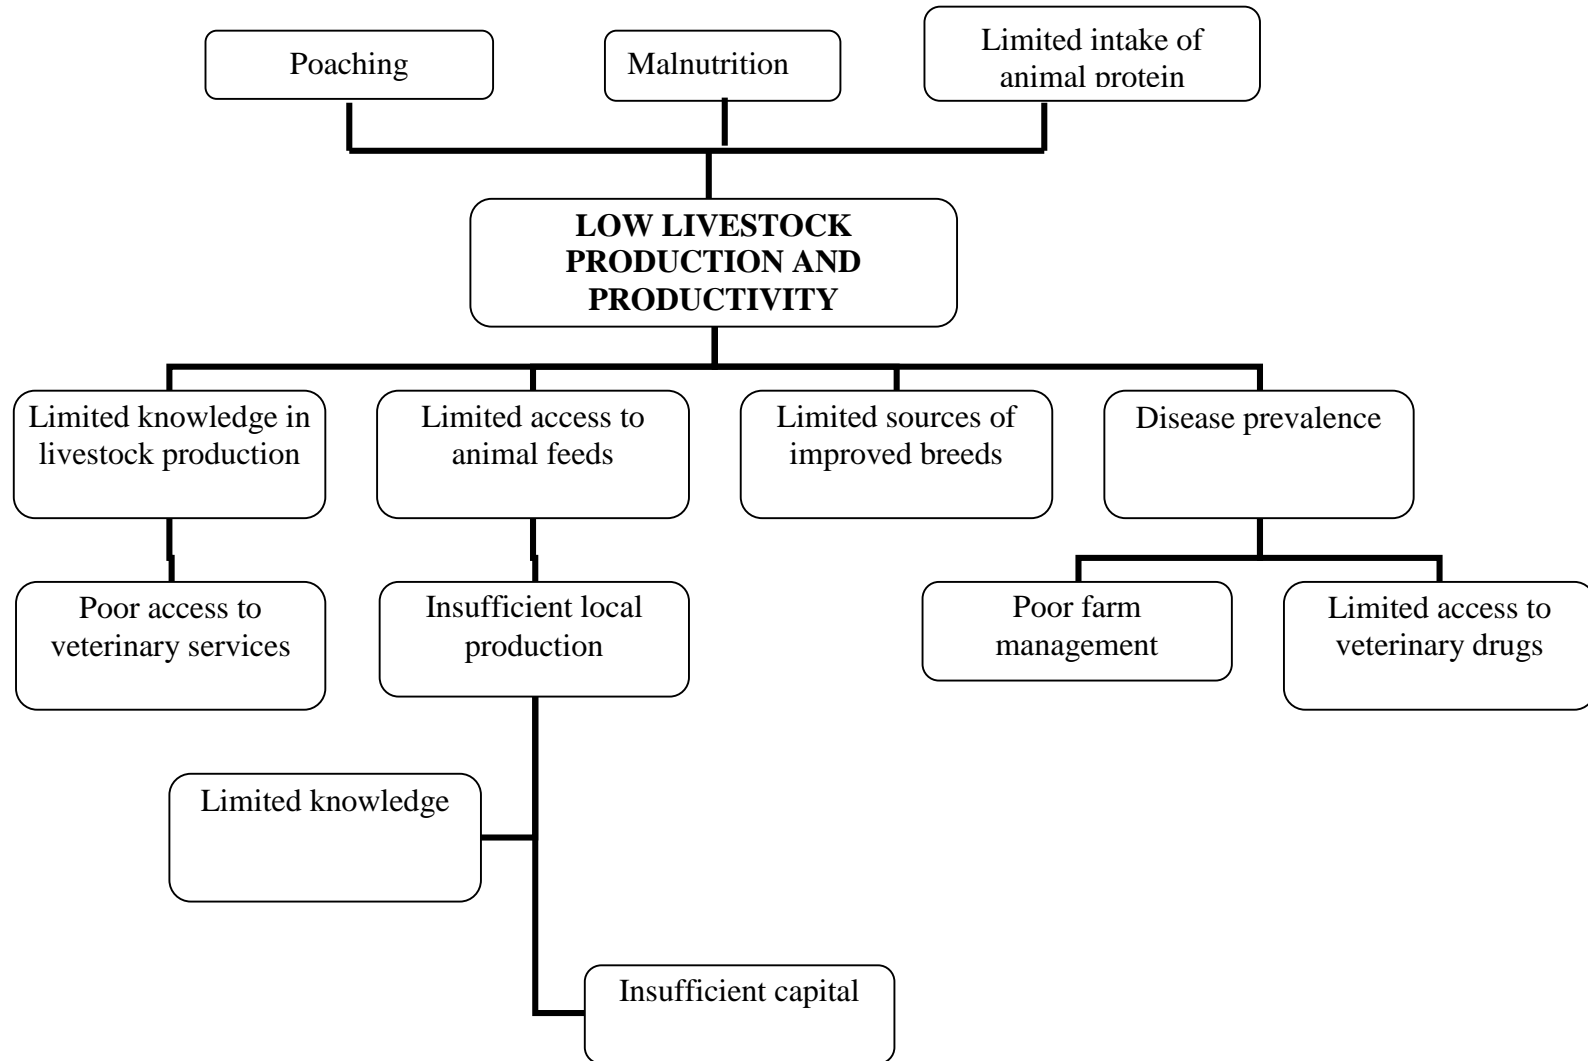 Poaching
Malnutrition
Limited intake of
animal protein
LOW LIVESTOCK
PRODUCTION AND
PRODUCTIVITY
Limited knowledge in
livestock production
Limited access to
animal feeds
Limited sources of
improved breeds
Disease prevalence
Poor access to
veterinary services
Insufficient local
production
Poor farm
management
Limited access to
veterinary drugs
Limited knowledge
Insufficient capital